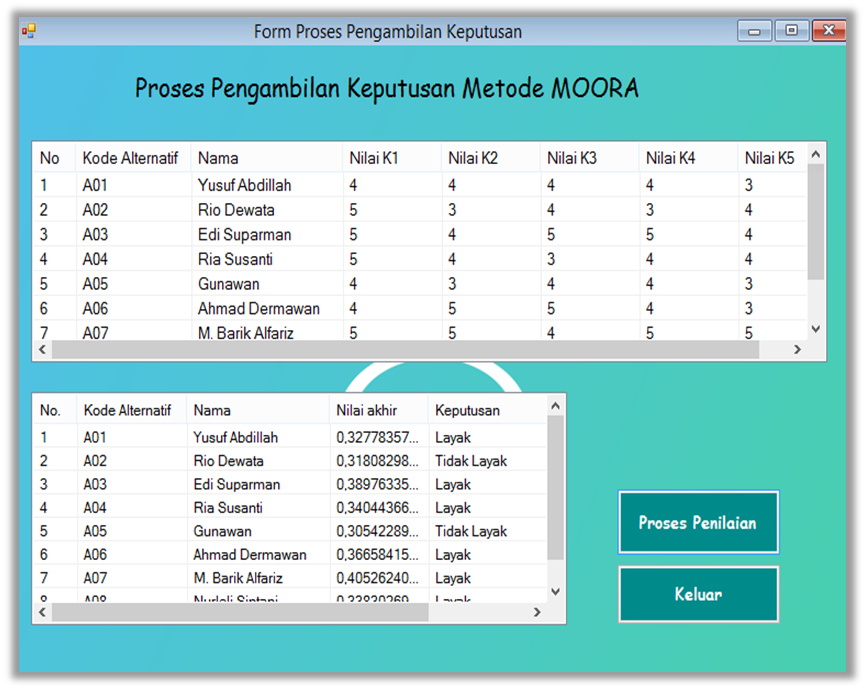 Form Proses Pengambilan Keputusan
Proses Pengambilan Keputusan Metode MOORA
No Kode Alternatif Nama Nilai K1 Nilai K2 Nilai K3 Nilai K4 Nilai K5
1 A01 Yusuf Abdillah 4 4 4 4 3
2 A02 Rio Dewata 5 3 4 3 4
3 A03 Edi Suparman 5 4 5 5 4
4 A04 Ria Susanti 5 4 3 4 4
5 A05 Gunawan 4 3 4 4 3
6 A06 Ahmad Dermawan 4 5 5 4 3
7 A07 M. Barik Alfariz 5 5 4 5 5
No. Kode Alternatif Nama Nilai akhir Keputusan
1 A01 Yusuf Abdillah 0,32778357... Layak
2 A02 Rio Dewata 0,31808298... Tidak Layak
3 A03 Edi Suparman 0,38976335... Layak
4 A04 Ria Susanti 0,34044366... Layak
5 A05 Gunawan 0,30542289... Tidak Layak
6 A06 Ahmad Dermawan 0,36658415... Layak
7 A07 M. Barik Alfariz 0,40526240... Layak
8 A08
Proses Penilaian
Keluar